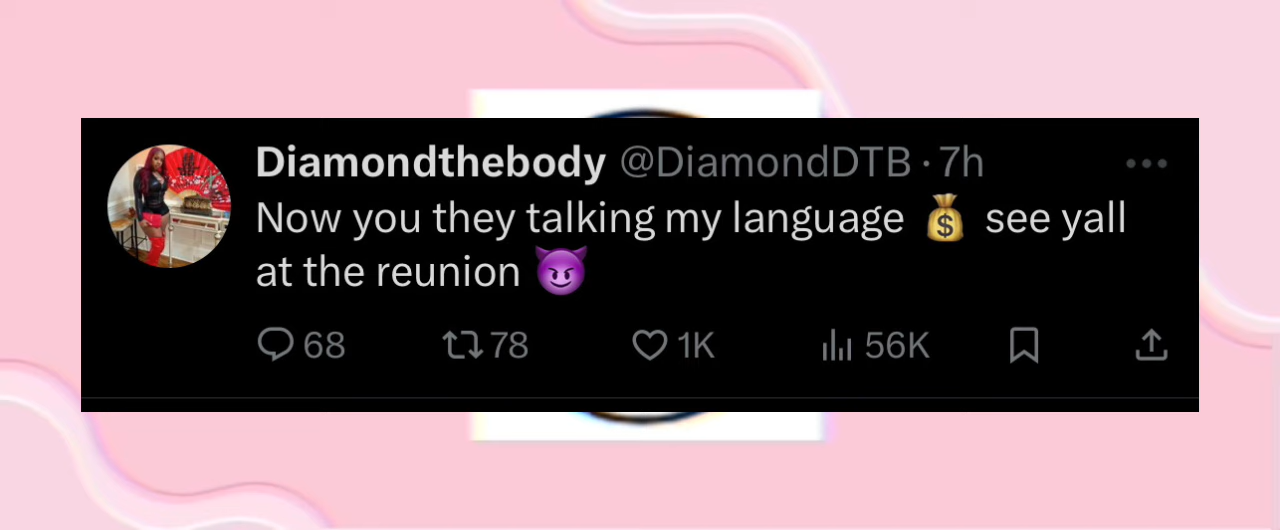 Diamondthebody @DiamondDTB · 7h
Now you they talking my language 💰 see yall
at the reunion 😈
68 78 1K 56K